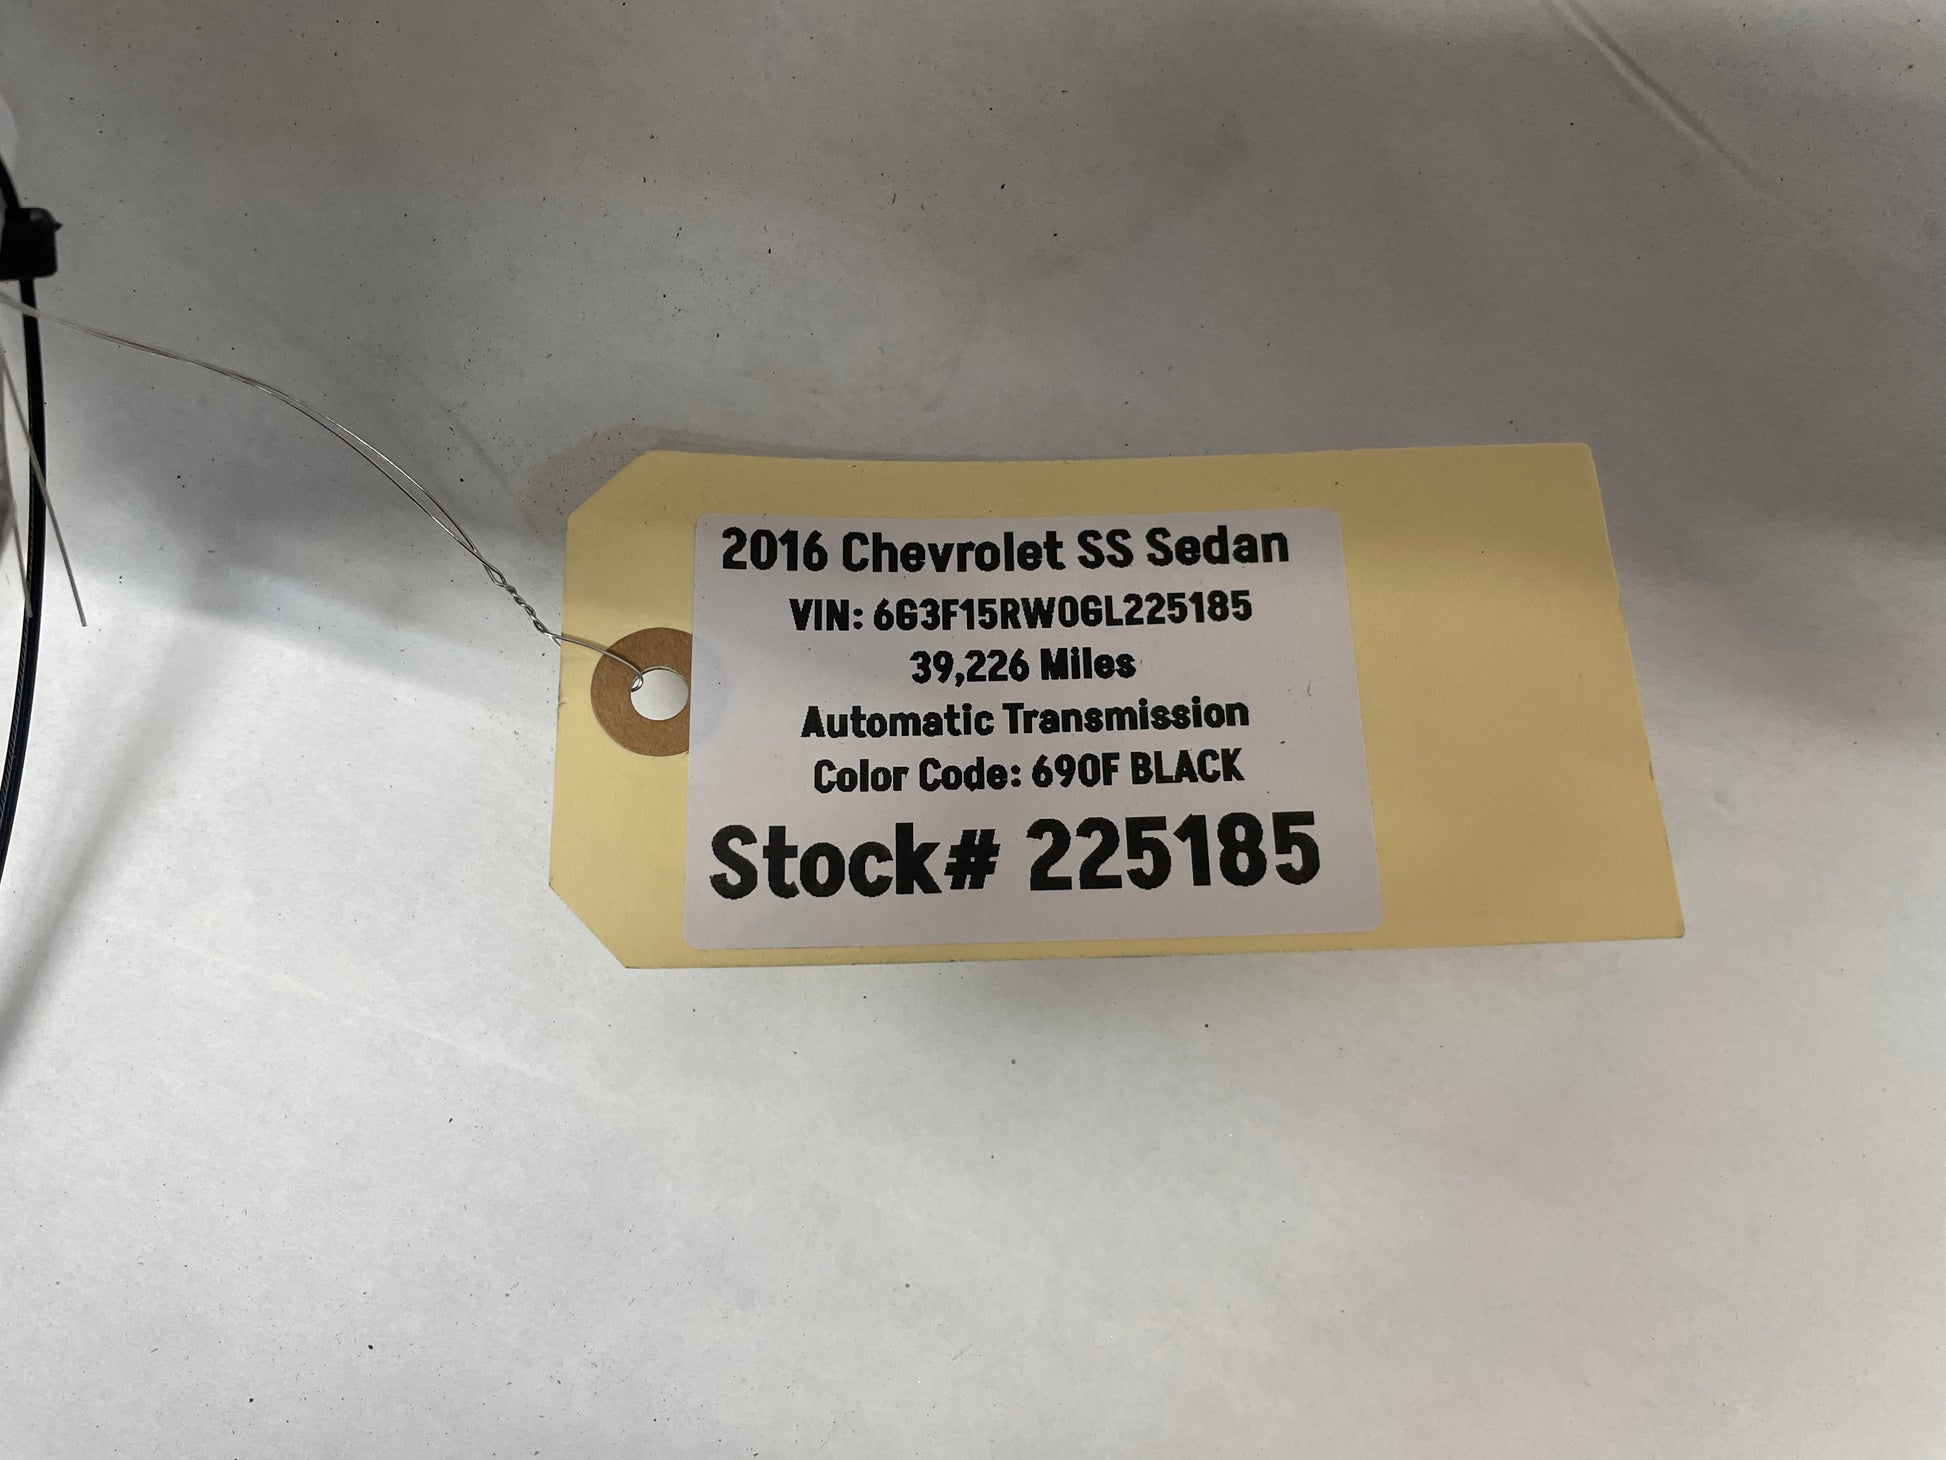 2016 Chevrolet SS Sedan
VIN: 6G3F15RW0GL225185
39,226 Miles
Automatic Transmission
Color Code: 690F BLACK
Stock# 225185